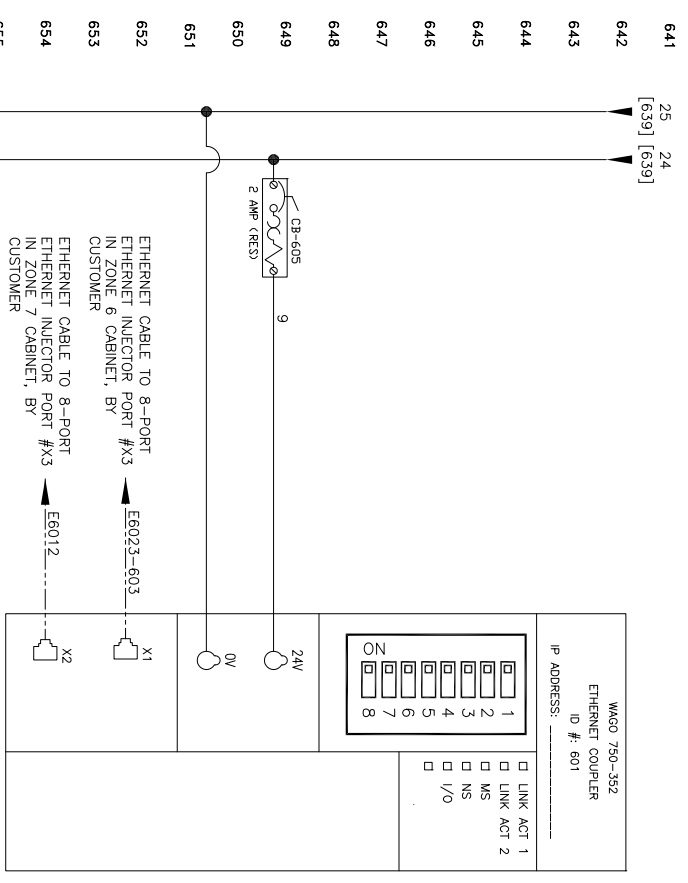 641
642
643
644
645
646
647
648
649
650
651
652
653
654
25
[639]
24
[639]
CB-605
2 AMP (RES)
9
ETHERNET CABLE TO 8-PORT
ETHERNET INJECTOR PORT #X3
IN ZONE 6 CABINET, BY
CUSTOMER
E6023-603
ETHERNET CABLE TO 8-PORT
ETHERNET INJECTOR PORT #X3
IN ZONE 7 CABINET, BY
CUSTOMER
E6012
WAGO 750-352
ETHERNET COUPLER
ID #: 601
IP ADDRESS: ______________
ON
1
2
3
4
5
6
7
8
LINK ACT 1
LINK ACT 2
MS
NS
I/O
24V
0V
X1
X2